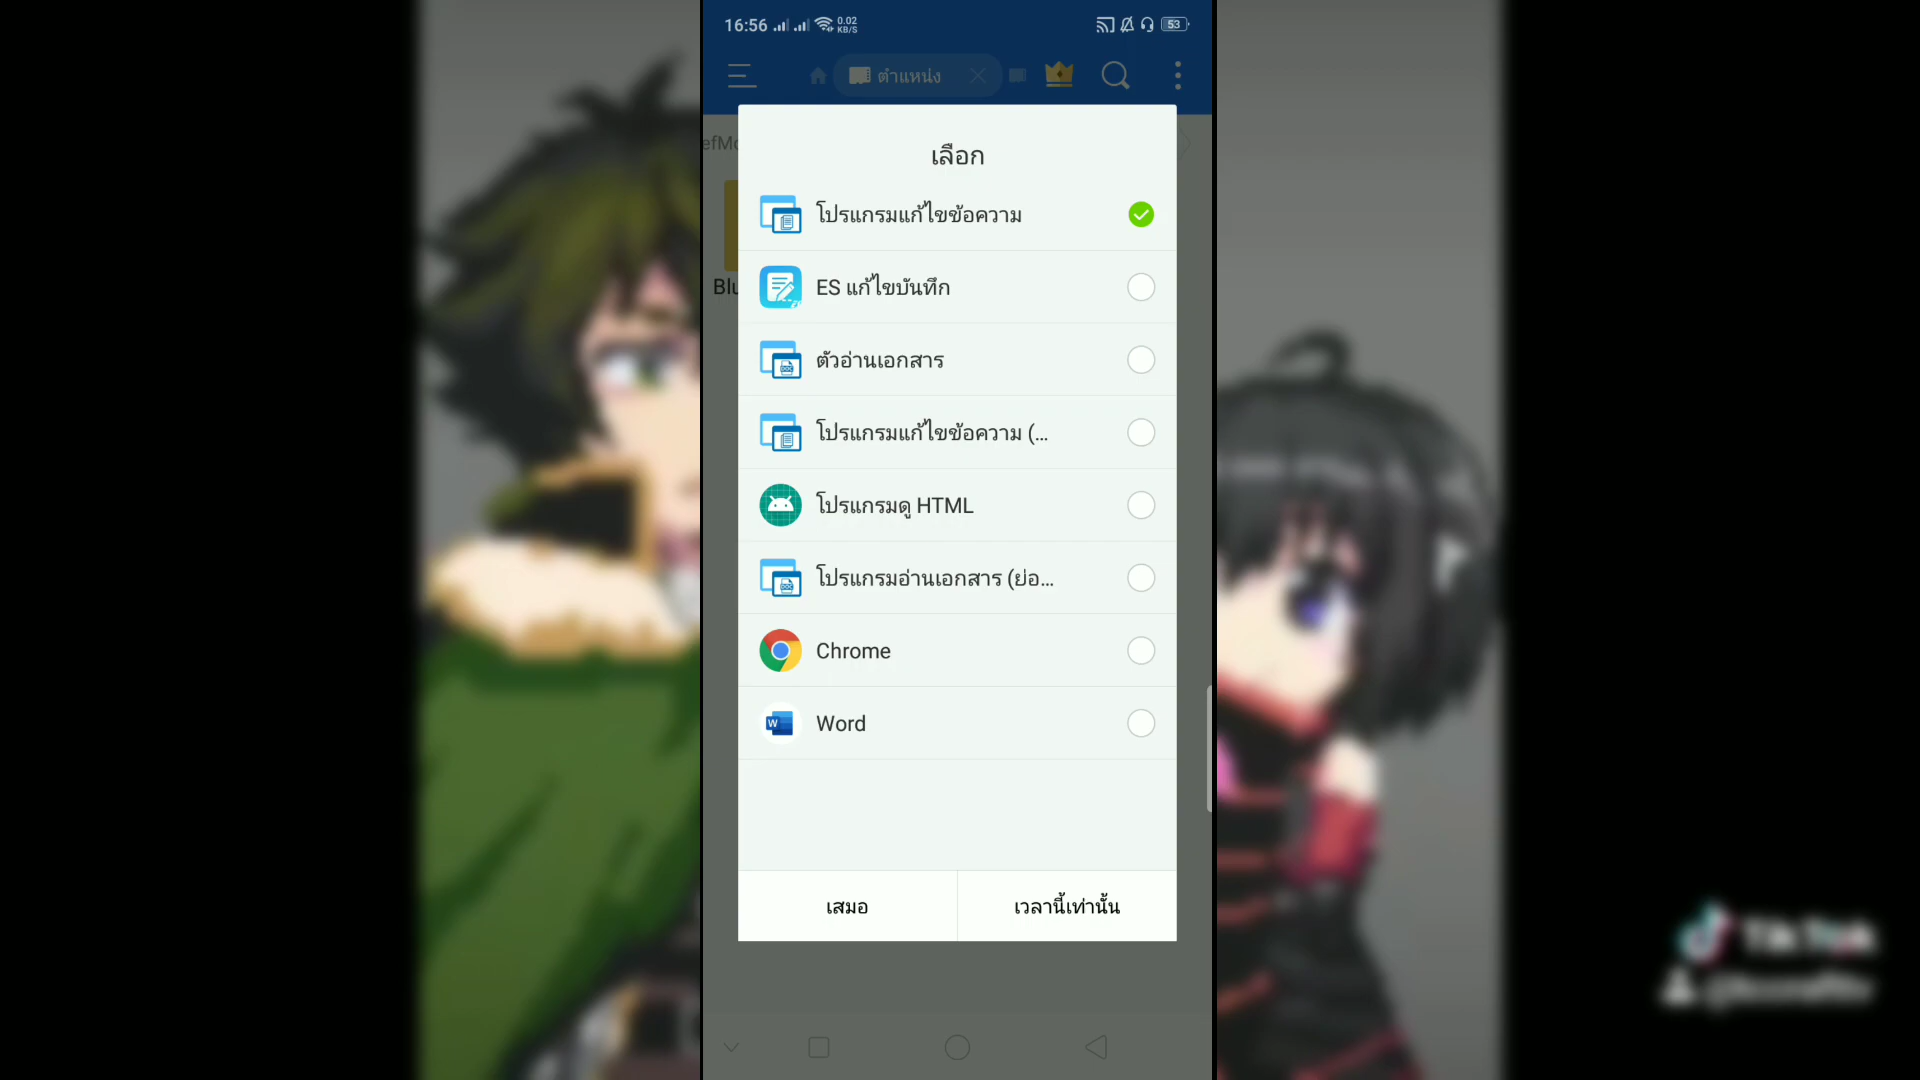 16:56
0.02
KB/S
53
ตำแหน่ง
เลือก
โปรแกรมแก้ไขข้อความ
ES แก้ไขบันทึก
ตัวอ่านเอกสาร
โปรแกรมแก้ไขข้อความ (...
โปรแกรมดู HTML
โปรแกรมอ่านเอกสาร (ย่อ...
Chrome
W
Word
เสมอ
เวลานี้เท่านั้น
TikTok